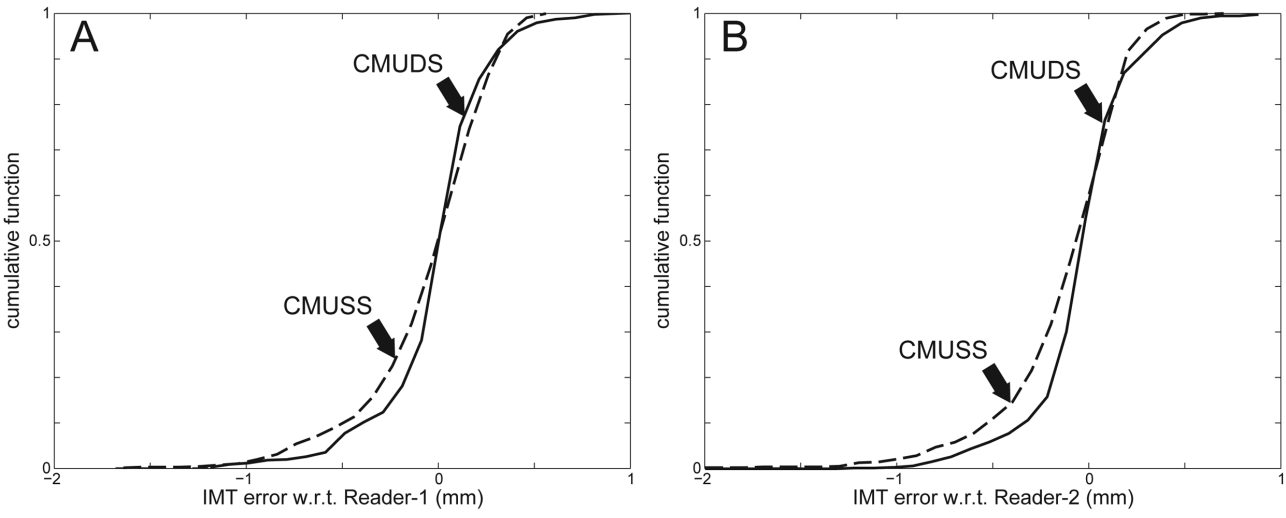 A
CMUDS
CMUSS
cumulative function
1
0.5
0
−2
−1
0
1
IMT error w.r.t. Reader-1 (mm)
B
CMUDS
CMUSS
cumulative function
1
0.5
0
−2
−1
0
1
IMT error w.r.t. Reader-2 (mm)